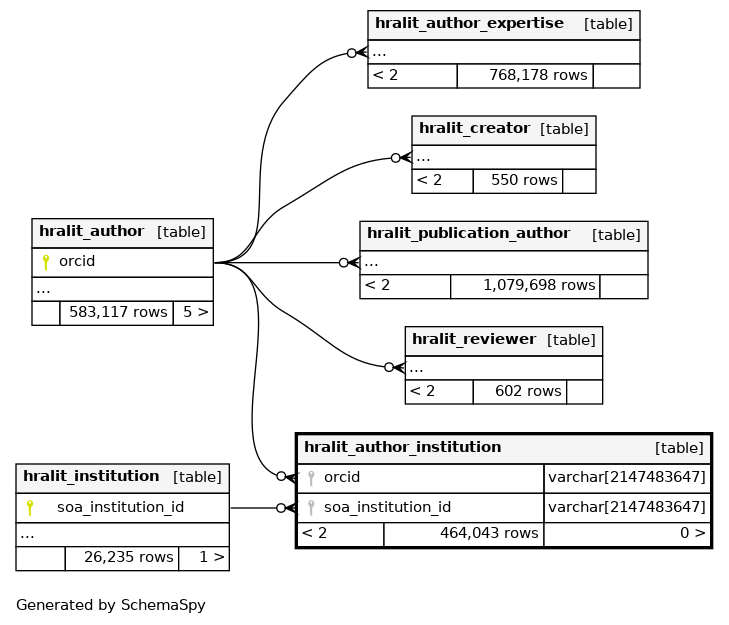 hralit_author_expertise [table]
...
< 2 768,178 rows
hralit_creator [table]
...
< 2 550 rows
hralit_author [table]
orcid
...
583,117 rows 5 >
hralit_publication_author [table]
...
< 2 1,079,698 rows
hralit_reviewer [table]
...
< 2 602 rows
hralit_institution [table]
soa_institution_id
...
26,235 rows 1 >
hralit_author_institution [table]
orcid varchar[2147483647]
soa_institution_id varchar[2147483647]
< 2 464,043 rows 0 >
Generated by SchemaSpy